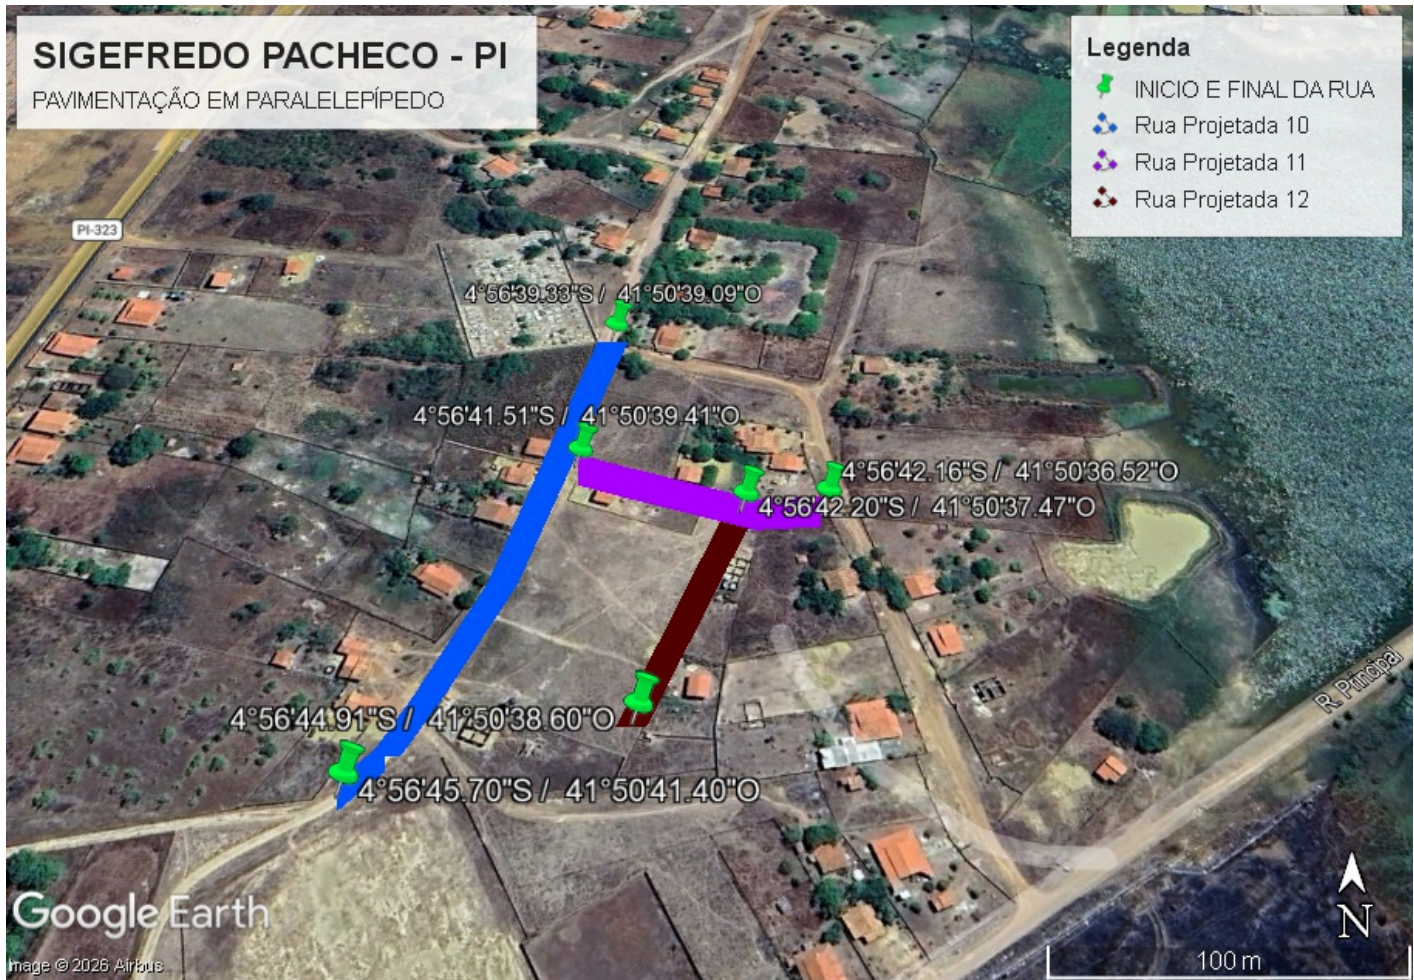 SIGEFREDO PACHECO - PI
PAVIMENTAÇÃO EM PARALELEPÍPEDO
Legenda
INICIO E FINAL DA RUA
Rua Projetada 10
Rua Projetada 11
Rua Projetada 12
PI-323
4°56'39.33"S / 41°50'39.09"O
4°56'41.51"S / 41°50'39.41"O
4°56'42.16"S / 41°50'36.52"O
4°56'42.20"S / 41°50'37.47"O
4°56'44.91"S / 41°50'38.60"O
4°56'45.70"S / 41°50'41.40"O
R. Principal
Google Earth
N
100 m
Image © 2026 Airbus